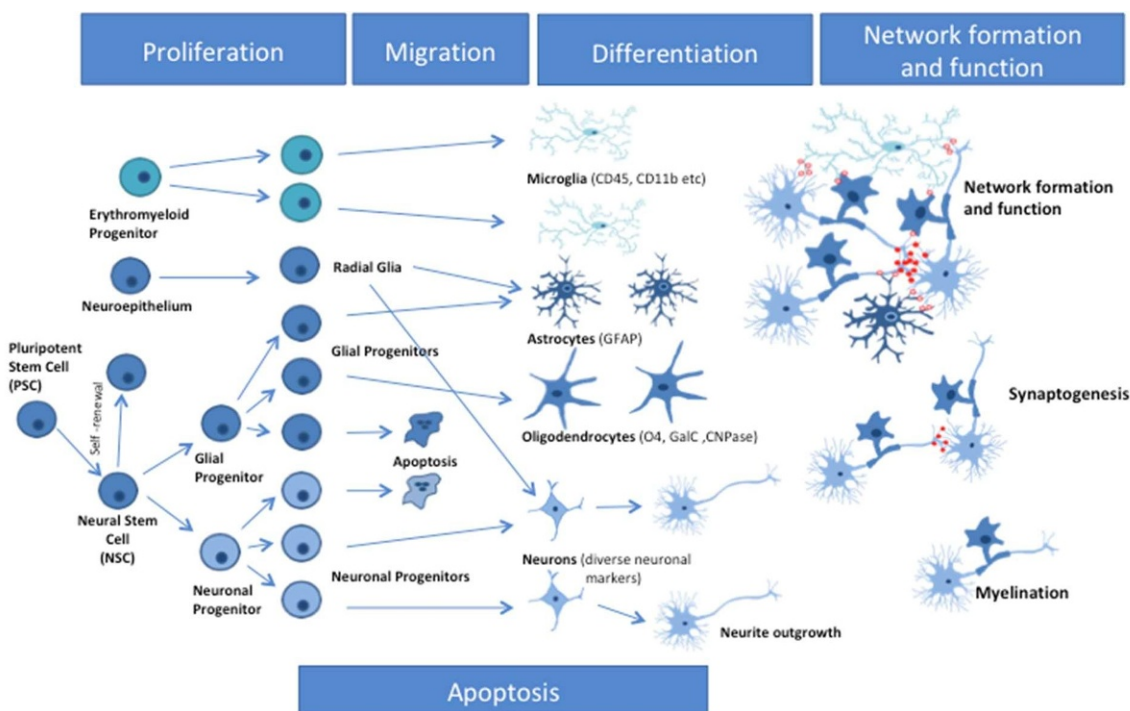 Proliferation
Migration
Differentiation
Network formation
and function
Erythromyeloid
Progenitor
Microglia (CD45, CD11b etc)
Network formation
and function
Neuroepithelium
Radial Glia
Astrocytes (GFAP)
Pluripotent
Stem Cell
(PSC)
Self -renewal
Glial Progenitors
Synaptogenesis
Oligodendrocytes (O4, GalC ,CNPase)
Glial
Progenitor
Apoptosis
Neural Stem
Cell
(NSC)
Neurons (diverse neuronal
markers)
Neuronal Progenitors
Neuronal
Progenitor
Myelination
Neurite outgrowth
Apoptosis